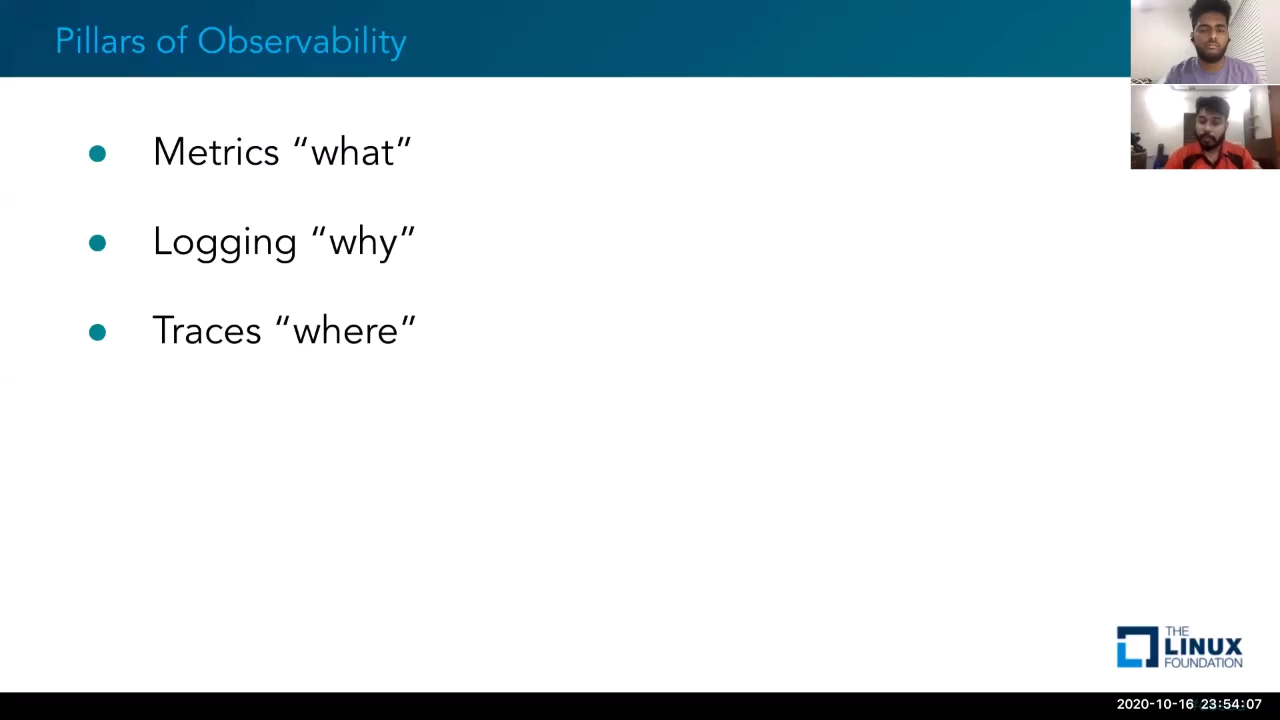 Pillars of Observability
● Metrics “what”
● Logging “why”
● Traces “where”
THE
LINUX
FOUNDATION
2020-10-16 23:54:07